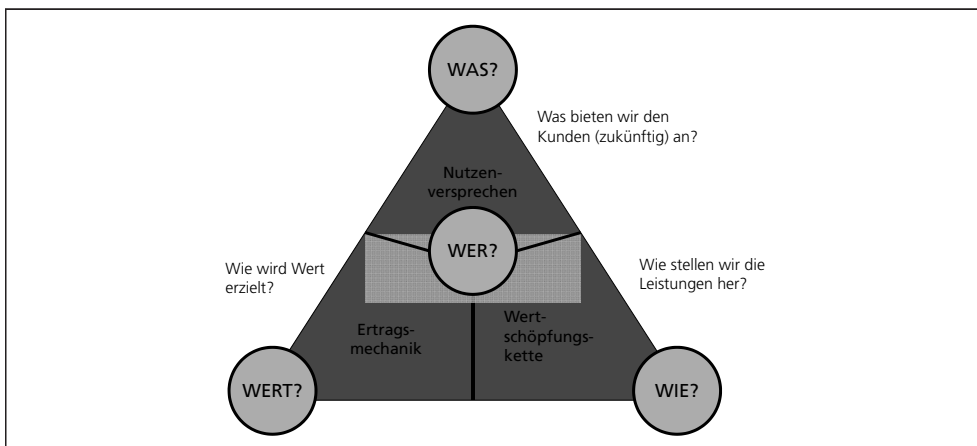 WAS?
Was bieten wir den
Kunden (zukünftig) an?
Nutzen-
versprechen
WER?
Wie wird Wert
erzielt?
Wie stellen wir die
Leistungen her?
Ertrags-
mechanik
Wert-
schöpfungs-
kette
WERT?
WIE?